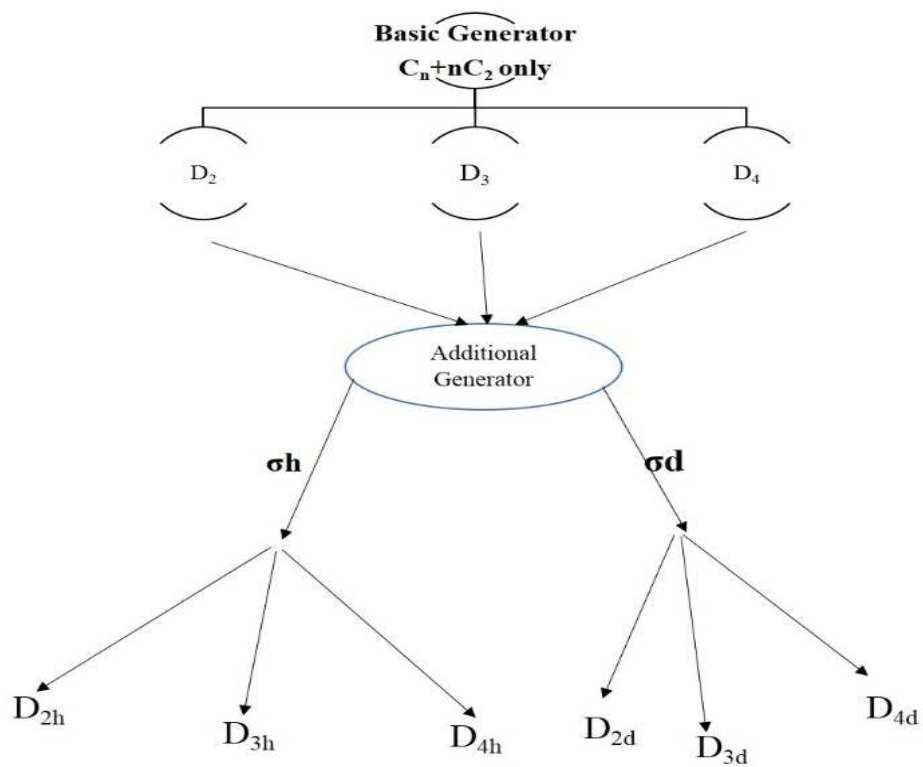 Basic Generator
Cₙ+nC₂ only
D₂
D₃
D₄
Additional
Generator
σh
σd
D₂h
D₃h
D₄h
D₂d
D₃d
D₄d